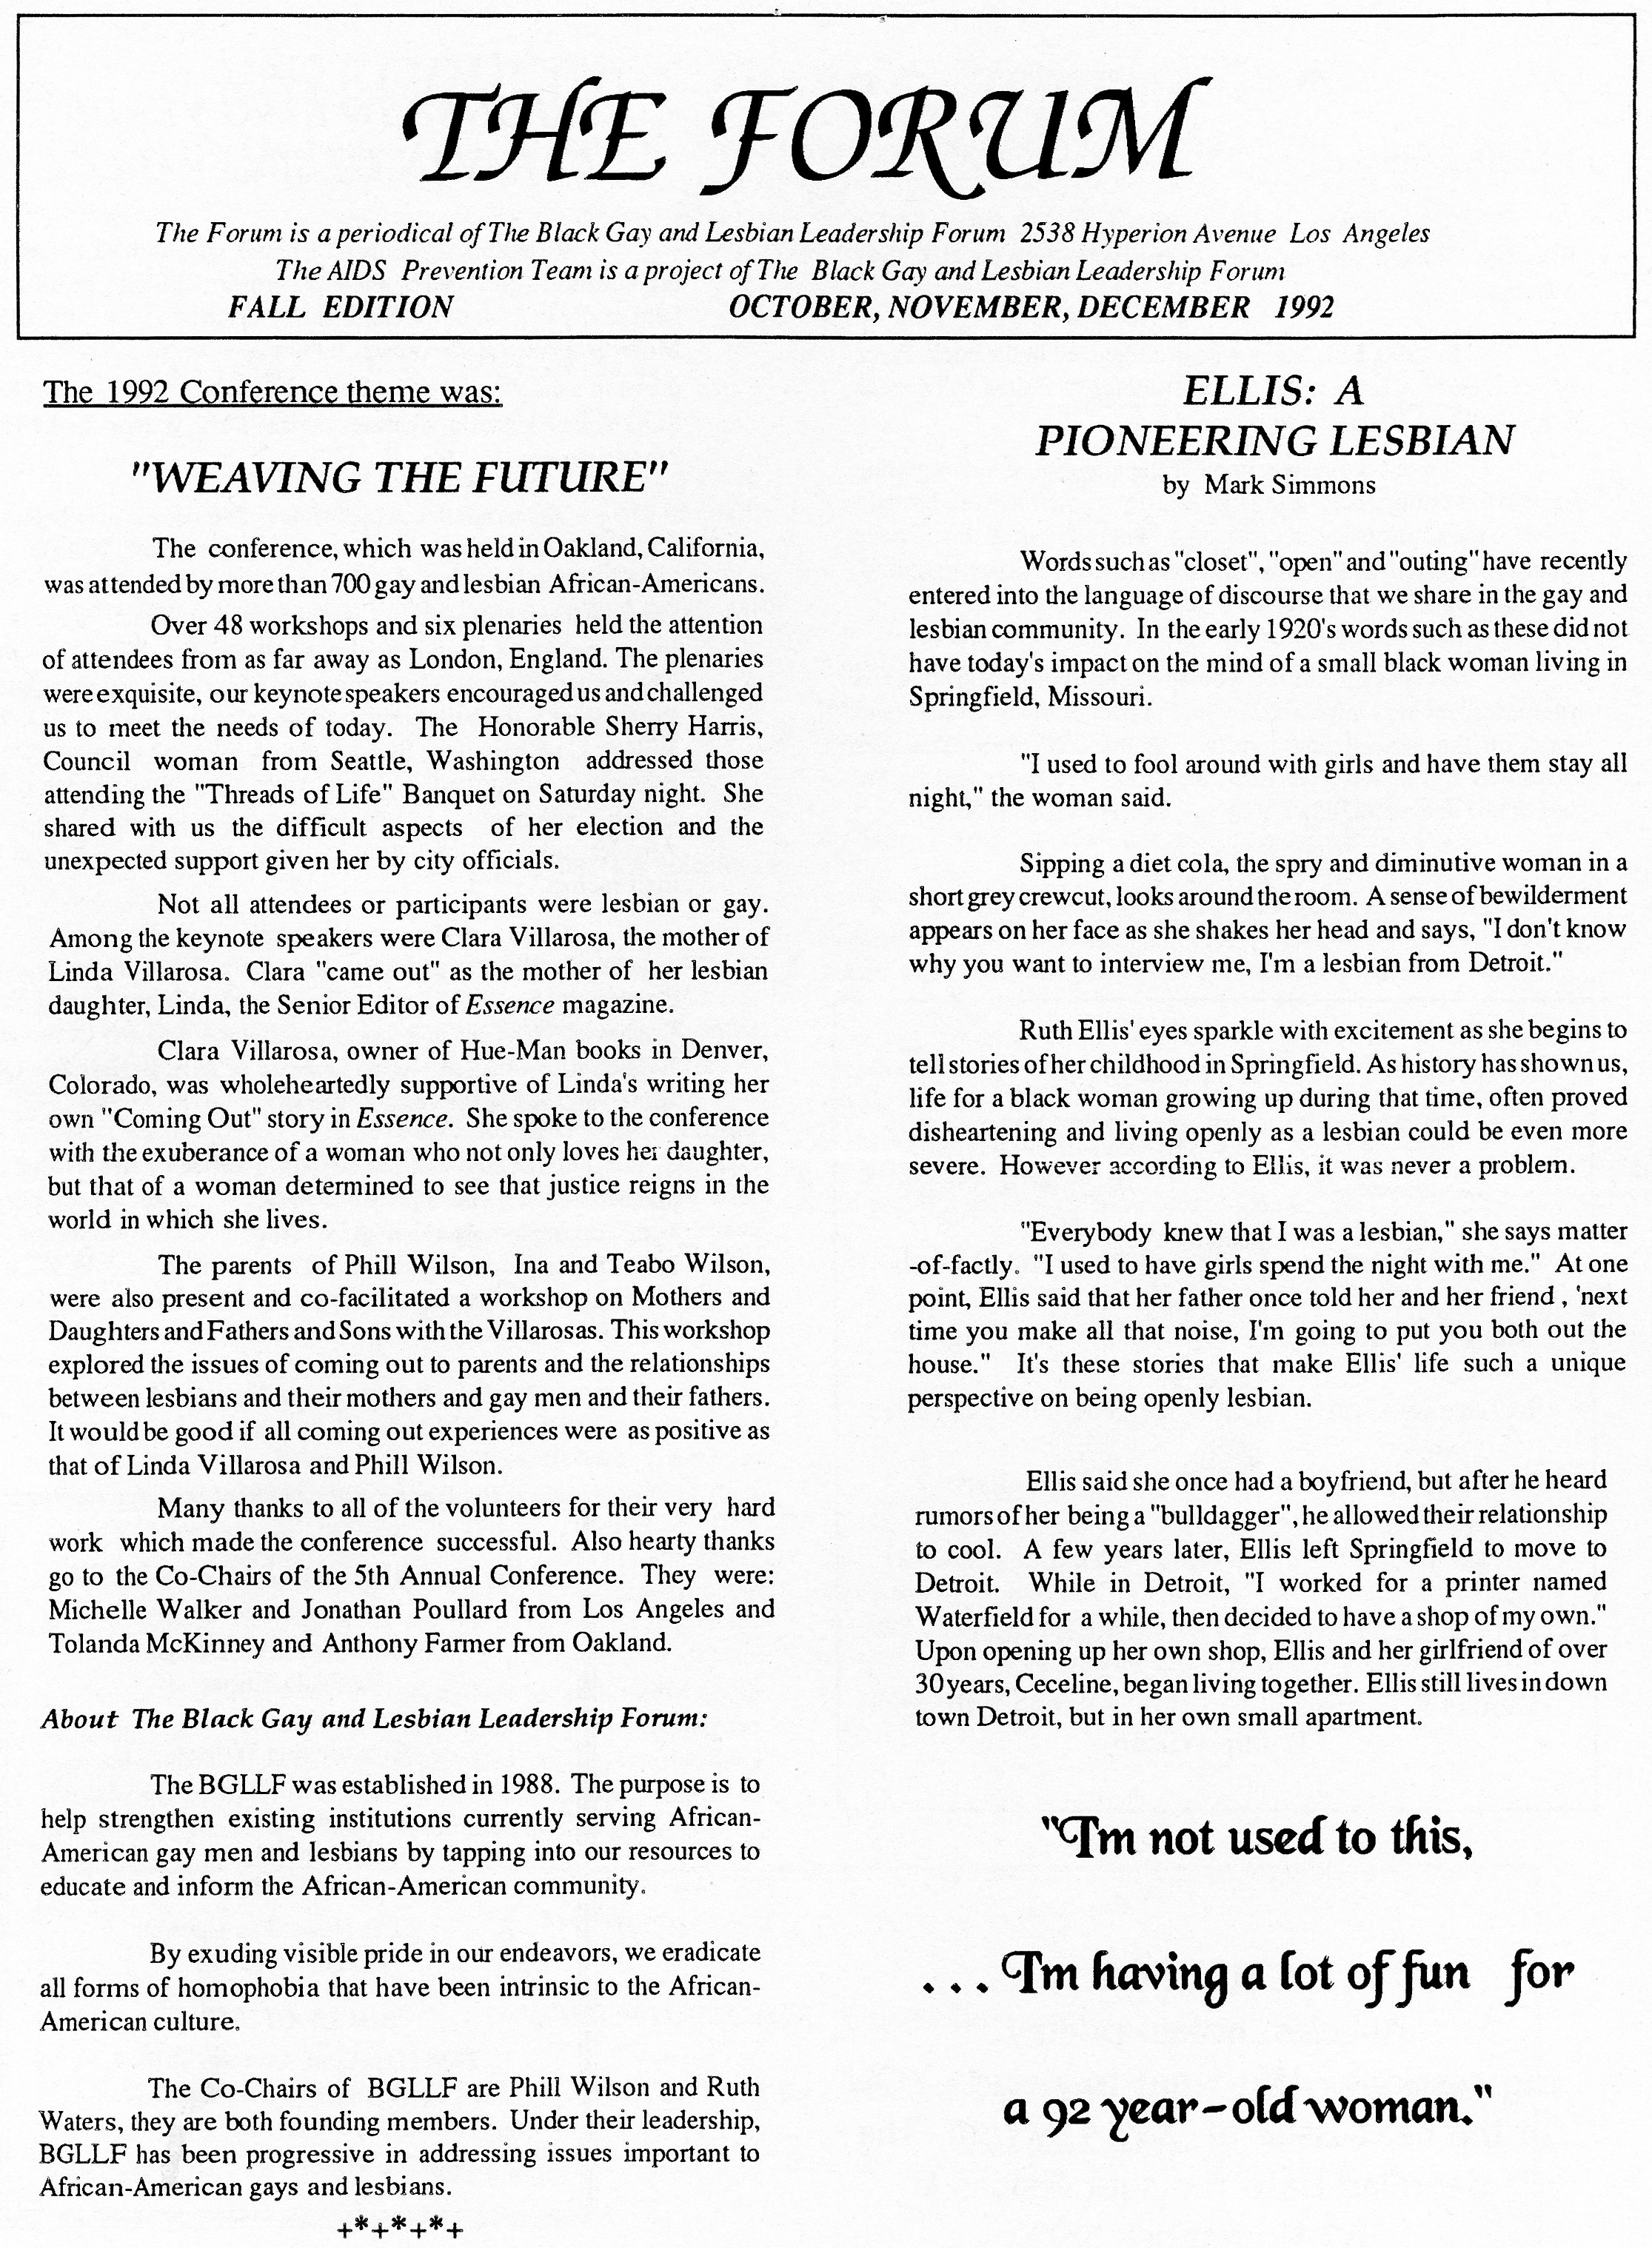 THE FORUM
The Forum is a periodical of The Black Gay and Lesbian Leadership Forum 2538 Hyperion Avenue Los Angeles
The AIDS Prevention Team is a project of The Black Gay and Lesbian Leadership Forum
FALL EDITION OCTOBER, NOVEMBER, DECEMBER 1992
The 1992 Conference theme was:
"WEAVING THE FUTURE"
The conference, which was held in Oakland, California,
was attended by more than 700 gay and lesbian African-Americans.
Over 48 workshops and six plenaries held the attention
of attendees from as far away as London, England. The plenaries
were exquisite, our keynote speakers encouraged us and challenged
us to meet the needs of today. The Honorable Sherry Harris,
Council woman from Seattle, Washington addressed those
attending the "Threads of Life" Banquet on Saturday night. She
shared with us the difficult aspects of her election and the
unexpected support given her by city officials.
Not all attendees or participants were lesbian or gay.
Among the keynote speakers were Clara Villarosa, the mother of
Linda Villarosa. Clara "came out" as the mother of her lesbian
daughter, Linda, the Senior Editor of Essence magazine.
Clara Villarosa, owner of Hue-Man books in Denver,
Colorado, was wholeheartedly supportive of Linda's writing her
own "Coming Out" story in Essence. She spoke to the conference
with the exuberance of a woman who not only loves her daughter,
but that of a woman determined to see that justice reigns in the
world in which she lives.
The parents of Phill Wilson, Ina and Teabo Wilson,
were also present and co-facilitated a workshop on Mothers and
Daughters and Fathers and Sons with the Villarosas. This workshop
explored the issues of coming out to parents and the relationships
between lesbians and their mothers and gay men and their fathers.
It would be good if all coming out experiences were as positive as
that of Linda Villarosa and Phill Wilson.
Many thanks to all of the volunteers for their very hard
work which made the conference successful. Also hearty thanks
go to the Co-Chairs of the 5th Annual Conference. They were:
Michelle Walker and Jonathan Poullard from Los Angeles and
Tolanda McKinney and Anthony Farmer from Oakland.
About The Black Gay and Lesbian Leadership Forum:
The BGLLF was established in 1988. The purpose is to
help strengthen existing institutions currently serving African-
American gay men and lesbians by tapping into our resources to
educate and inform the African-American community.
By exuding visible pride in our endeavors, we eradicate
all forms of homophobia that have been intrinsic to the African-
American culture.
The Co-Chairs of BGLLF are Phill Wilson and Ruth
Waters, they are both founding members. Under their leadership,
BGLLF has been progressive in addressing issues important to
African-American gays and lesbians.
+*+*+*+
ELLIS: A
PIONEERING LESBIAN
by Mark Simmons
Words such as "closet", "open" and "outing" have recently
entered into the language of discourse that we share in the gay and
lesbian community. In the early 1920's words such as these did not
have today's impact on the mind of a small black woman living in
Springfield, Missouri.
"I used to fool around with girls and have them stay all
night," the woman said.
Sipping a diet cola, the spry and diminutive woman in a
short grey crewcut, looks around the room. A sense of bewilderment
appears on her face as she shakes her head and says, "I don't know
why you want to interview me, I'm a lesbian from Detroit."
Ruth Ellis' eyes sparkle with excitement as she begins to
tell stories of her childhood in Springfield. As history has shown us,
life for a black woman growing up during that time, often proved
disheartening and living openly as a lesbian could be even more
severe. However according to Ellis, it was never a problem.
"Everybody knew that I was a lesbian," she says matter
-of-factly. "I used to have girls spend the night with me." At one
point, Ellis said that her father once told her and her friend , 'next
time you make all that noise, I'm going to put you both out the
house." It's these stories that make Ellis' life such a unique
perspective on being openly lesbian.
Ellis said she once had a boyfriend, but after he heard
rumors of her being a "bulldagger", he allowed their relationship
to cool. A few years later, Ellis left Springfield to move to
Detroit. While in Detroit, "I worked for a printer named
Waterfield for a while, then decided to have a shop of my own."
Upon opening up her own shop, Ellis and her girlfriend of over
30 years, Ceceline, began living together. Ellis still lives in down
town Detroit, but in her own small apartment.
"I'm not used to this,
. . . I'm having a lot of fun for
a 92 year-old woman."